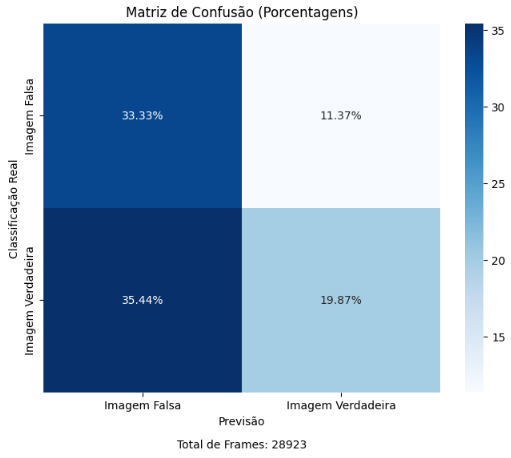 Matriz de Confusão (Porcentagens)
Classificação Real
Imagem Falsa
33.33%
11.37%
Imagem Verdadeira
35.44%
19.87%
Imagem Falsa
Imagem Verdadeira
Previsão
Total de Frames: 28923
35
30
25
20
15